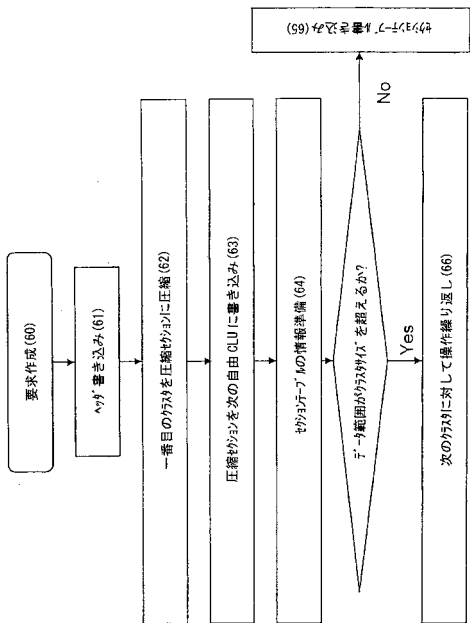 要求作成(60)
ヘッダ書き込み(61)
一番目のクラスタを圧縮セクションに圧縮(62)
圧縮セクションを次の自由CLUに書き込み(63)
セクションテーブルの情報準備(64)
データ範囲がクラスタサイズを超えるか?
No
セクションテーブル書き込み(65)
Yes
次のクラスタに対して操作繰り返し(66)